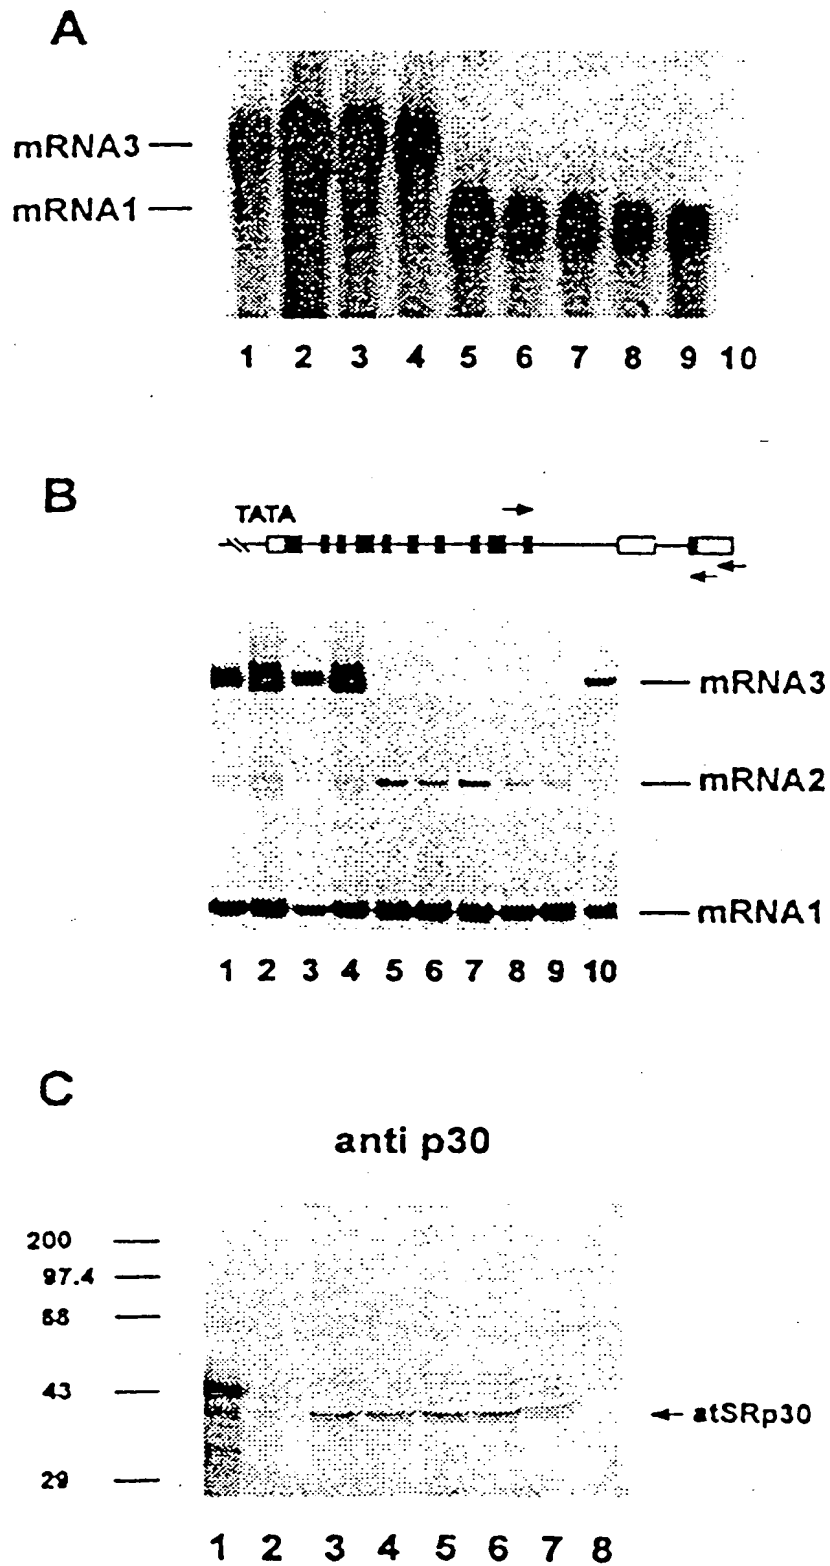 A
mRNA3
mRNA1
1 2 3 4 5 6 7 8 9 10
B
TATA
mRNA3
mRNA2
mRNA1
1 2 3 4 5 6 7 8 9 10
C
anti p30
200
97.4
68
43
29
atSRp30
1 2 3 4 5 6 7 8